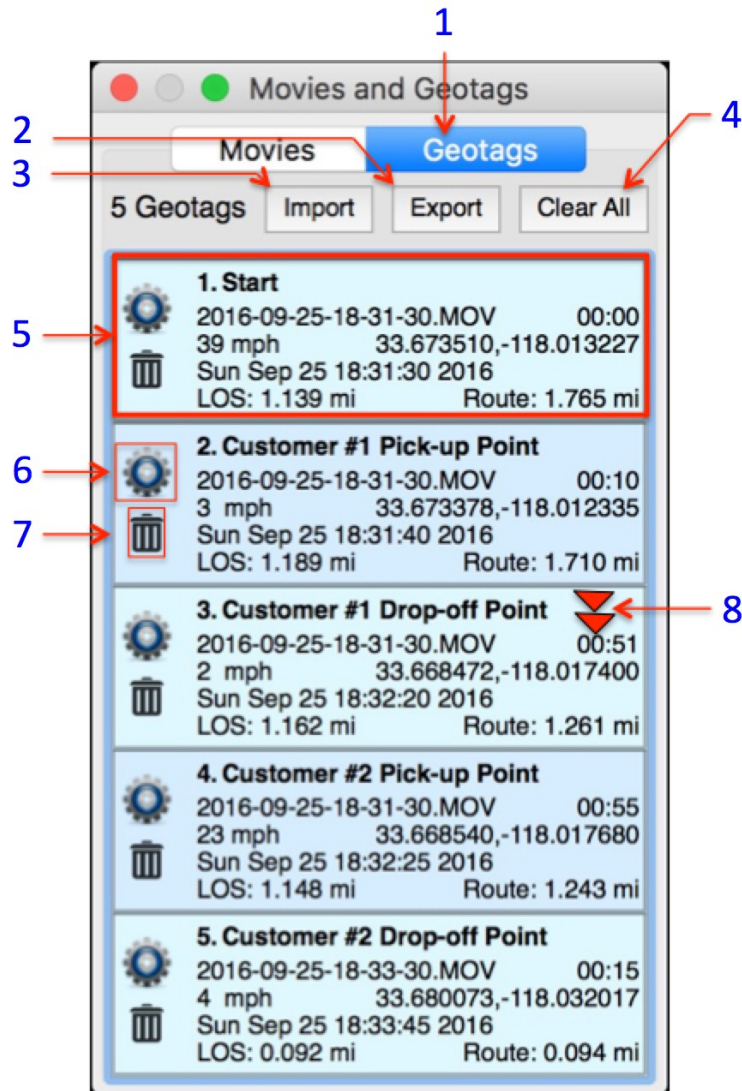 1
Movies and Geotags
2
4
Movies Geotags
3
5 Geotags Import Export Clear All
1. Start
2016-09-25-18-31-30.MOV 00:00
5
39 mph 33.673510,-118.013227
Sun Sep 25 18:31:30 2016
LOS: 1.139 mi Route: 1.765 mi
2. Customer #1 Pick-up Point
6
2016-09-25-18-31-30.MOV 00:10
3 mph 33.673378,-118.012335
7
Sun Sep 25 18:31:40 2016
LOS: 1.189 mi Route: 1.710 mi
3. Customer #1 Drop-off Point
8
2016-09-25-18-31-30.MOV 00:51
2 mph 33.668472,-118.017400
Sun Sep 25 18:32:20 2016
LOS: 1.162 mi Route: 1.261 mi
4. Customer #2 Pick-up Point
2016-09-25-18-31-30.MOV 00:55
23 mph 33.668540,-118.017680
Sun Sep 25 18:32:25 2016
LOS: 1.148 mi Route: 1.243 mi
5. Customer #2 Drop-off Point
2016-09-25-18-33-30.MOV 00:15
4 mph 33.680073,-118.032017
Sun Sep 25 18:33:45 2016
LOS: 0.092 mi Route: 0.094 mi